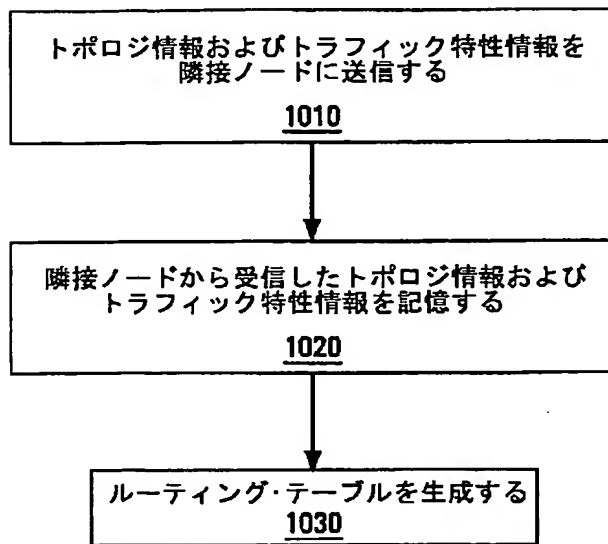 トポロジ情報およびトラフィック特性情報を
隣接ノードに送信する
1010
隣接ノードから受信したトポロジ情報および
トラフィック特性情報を記憶する
1020
ルーティング・テーブルを生成する
1030